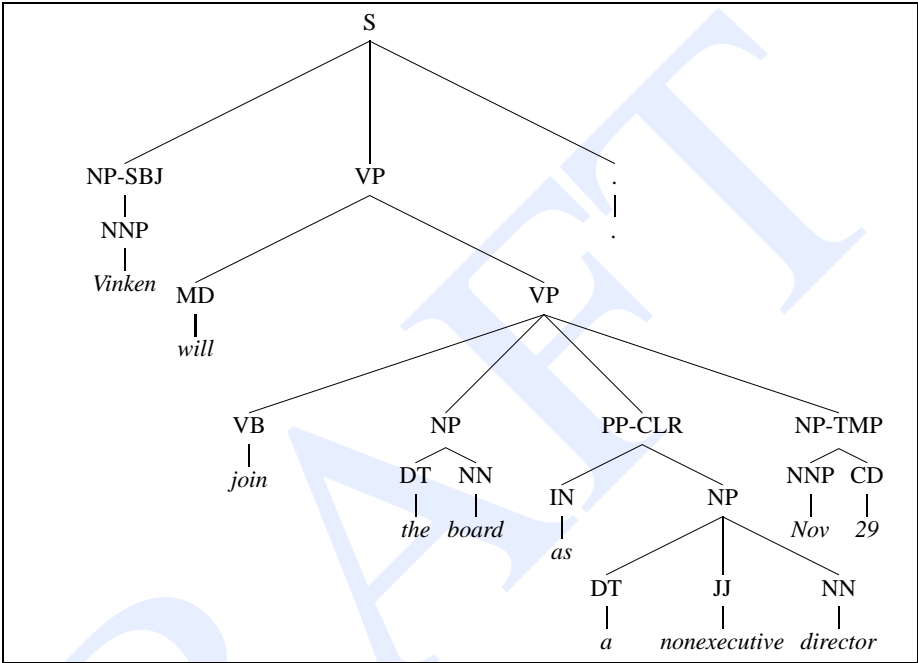 S
NP-SBJ VP .
NNP .
Vinken
MD VP
will
VB NP PP-CLR NP-TMP
join DT NN IN NP NNP CD
the board as Nov 29
DT JJ NN
a nonexecutive director
DRAFT